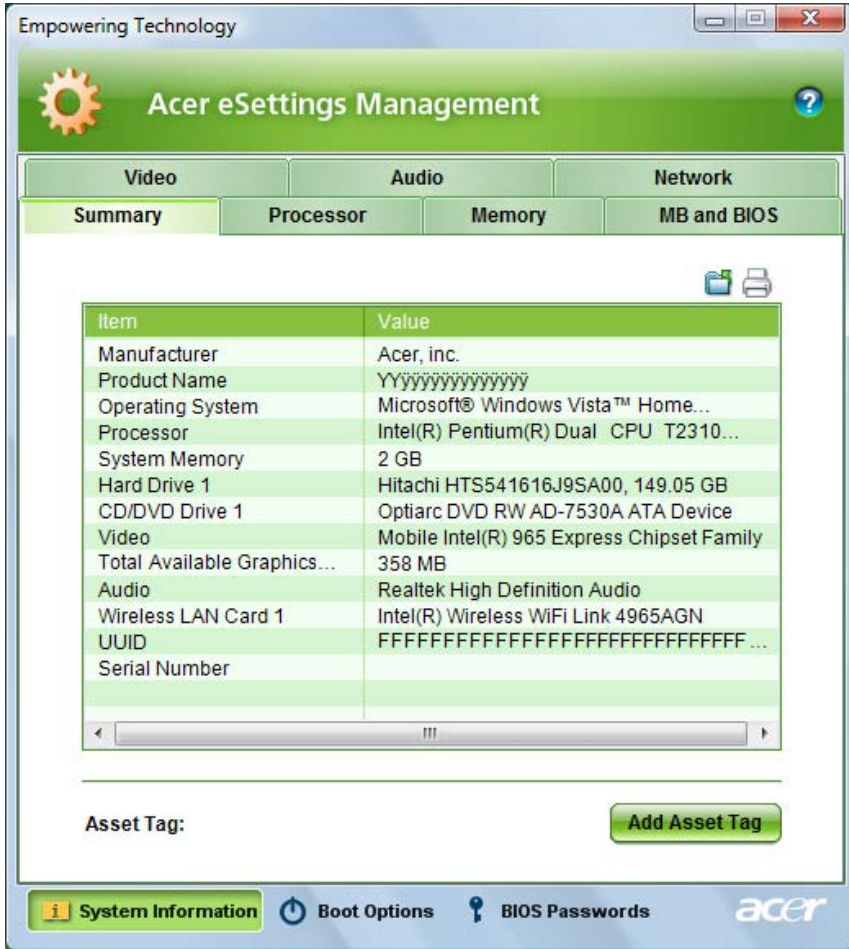 Empowering Technology
Acer eSettings Management
Video Audio Network
Summary Processor Memory MB and BIOS
Item Value
Manufacturer Acer, inc.
Product Name YYÿÿÿÿÿÿÿÿÿÿÿÿÿ
Operating System Microsoft® Windows Vista™ Home...
Processor Intel(R) Pentium(R) Dual CPU T2310...
System Memory 2 GB
Hard Drive 1 Hitachi HTS541616J9SA00, 149.05 GB
CD/DVD Drive 1 Optiarc DVD RW AD-7530A ATA Device
Video Mobile Intel(R) 965 Express Chipset Family
Total Available Graphics... 358 MB
Audio Realtek High Definition Audio
Wireless LAN Card 1 Intel(R) Wireless WiFi Link 4965AGN
UUID FFFFFFFFFFFFFFFFFFFFFFFFFFFFFF...
Serial Number
Asset Tag: Add Asset Tag
System Information Boot Options BIOS Passwords acer